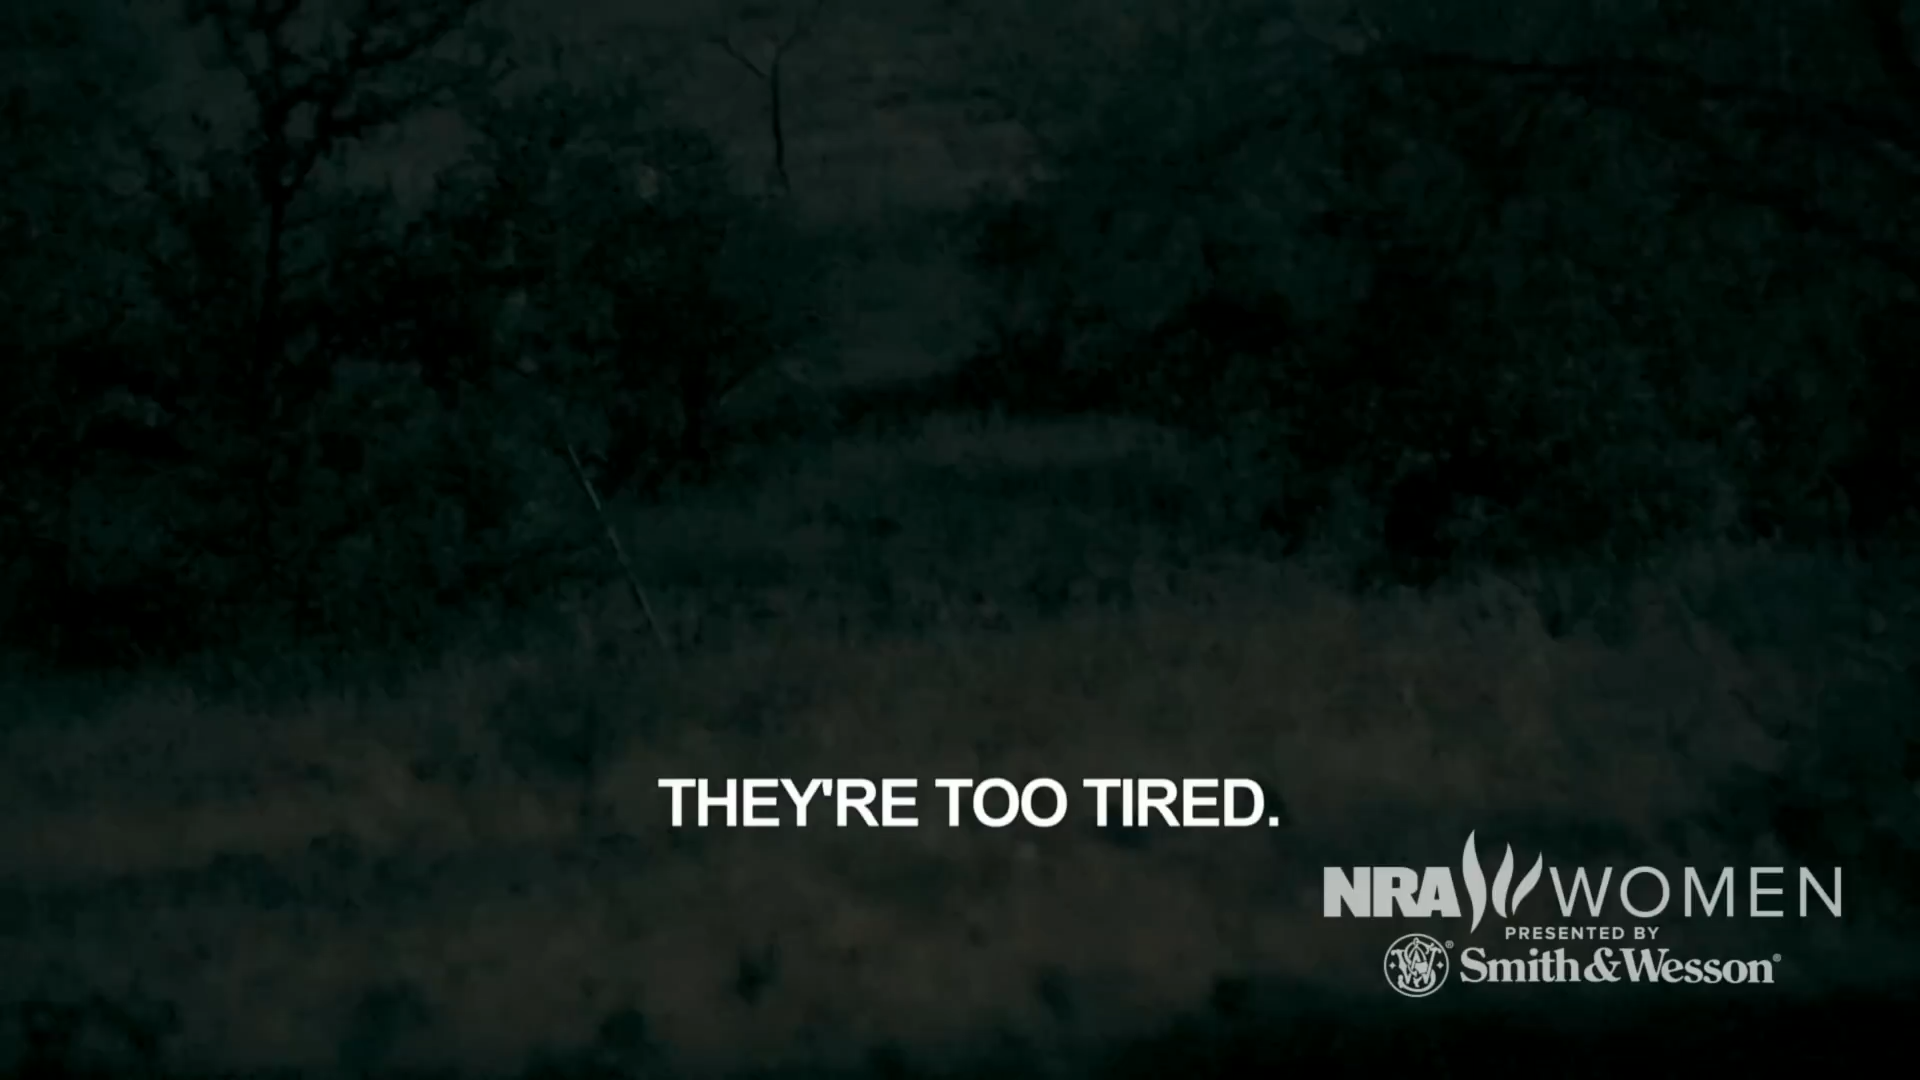 THEY'RE TOO TIRED.
NRA WOMEN
PRESENTED BY
Smith & Wesson®